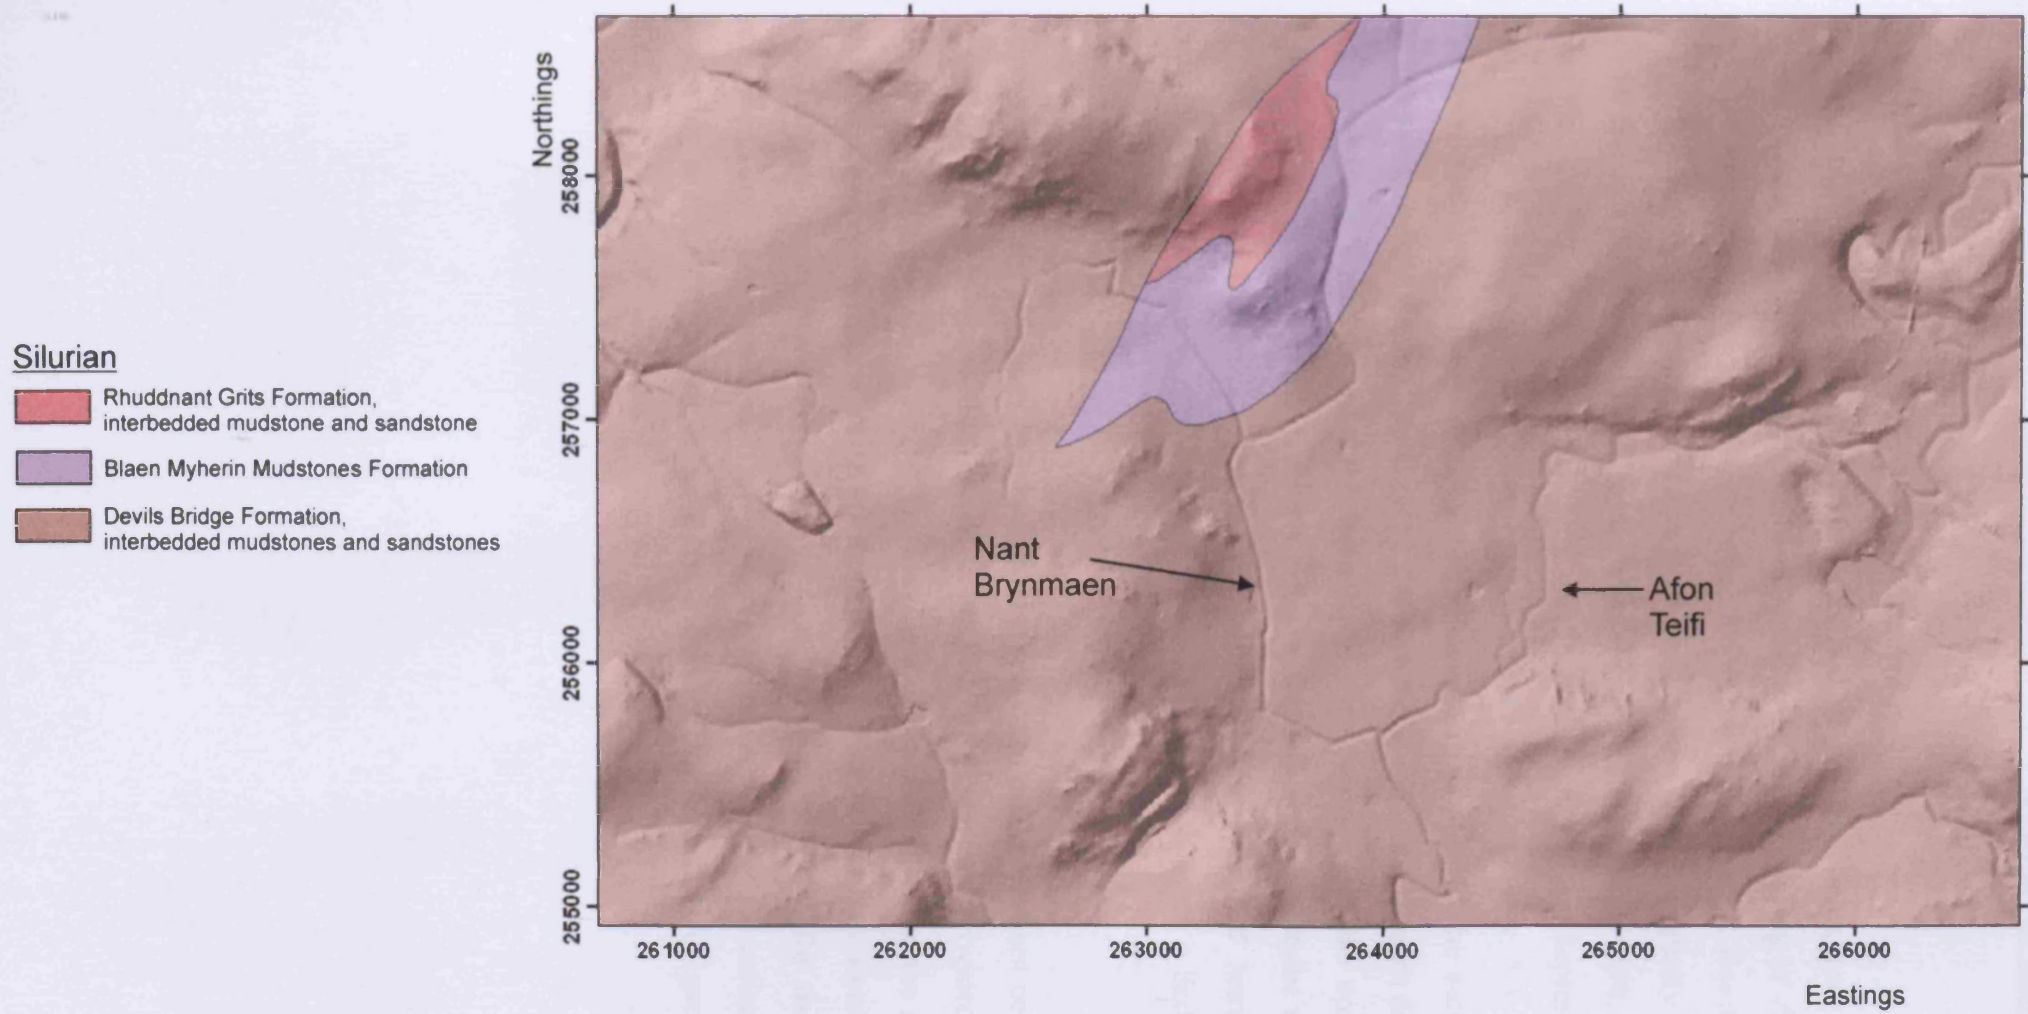 Silurian
Rhuddnant Grits Formation,
interbedded mudstone and sandstone
Blaen Myherin Mudstones Formation
Devils Bridge Formation,
interbedded mudstones and sandstones
Northings
258000
257000
256000
255000
Nant
Brynmaen
Afon
Teifi
261000
262000
263000
264000
265000
266000
Eastings